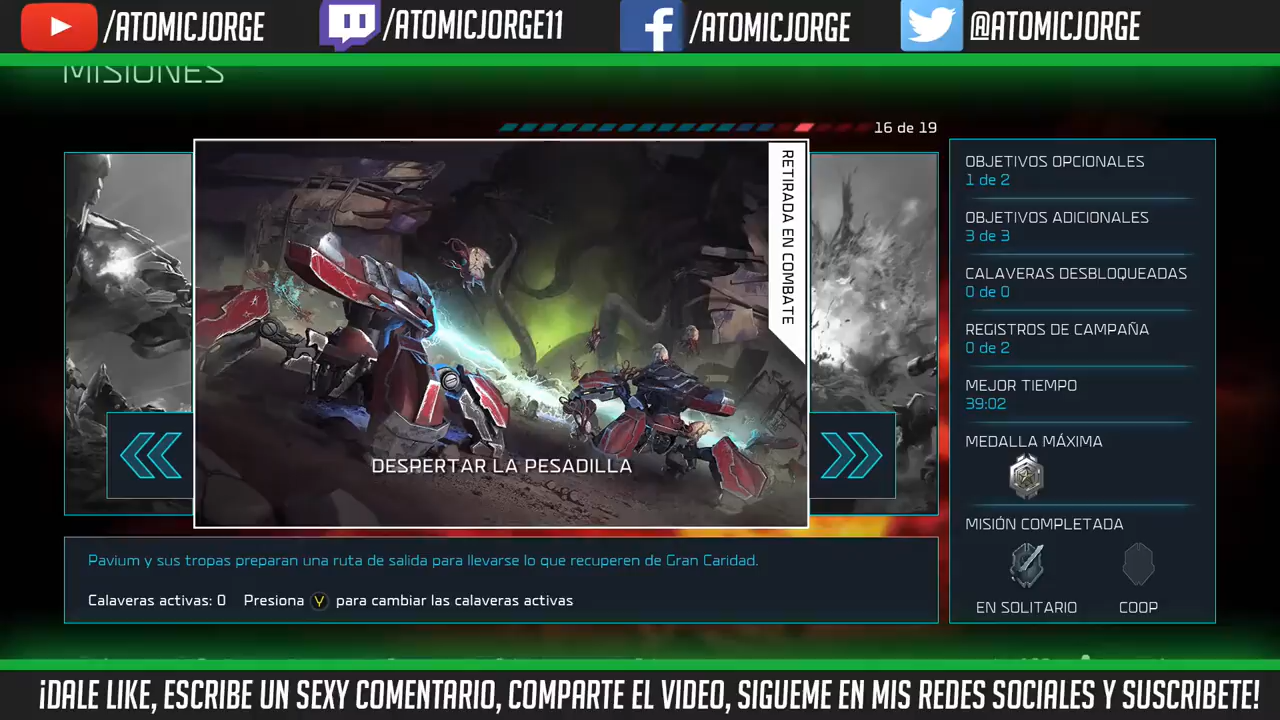 /ATOMICJORGE
/ATOMICJORGE11
/ATOMICJORGE
@ATOMICJORGE
MISIONES
16 de 19
RETIRADA EN COMBATE
DESPERTAR LA PESADILLA
Pavium y sus tropas preparan una ruta de salida para llevarse lo que recuperen de Gran Caridad.
Calaveras activas: 0 Presiona Y para cambiar las calaveras activas
OBJETIVOS OPCIONALES
1 de 2
OBJETIVOS ADICIONALES
3 de 3
CALAVERAS DESBLOQUEADAS
0 de 0
REGISTROS DE CAMPAÑA
0 de 2
MEJOR TIEMPO
39:02
MEDALLA MÁXIMA
MISIÓN COMPLETADA
EN SOLITARIO COOP
¡DALE LIKE, ESCRIBE UN SEXY COMENTARIO, COMPARTE EL VIDEO, SIGUEME EN MIS REDES SOCIALES Y SUSCRIBETE!